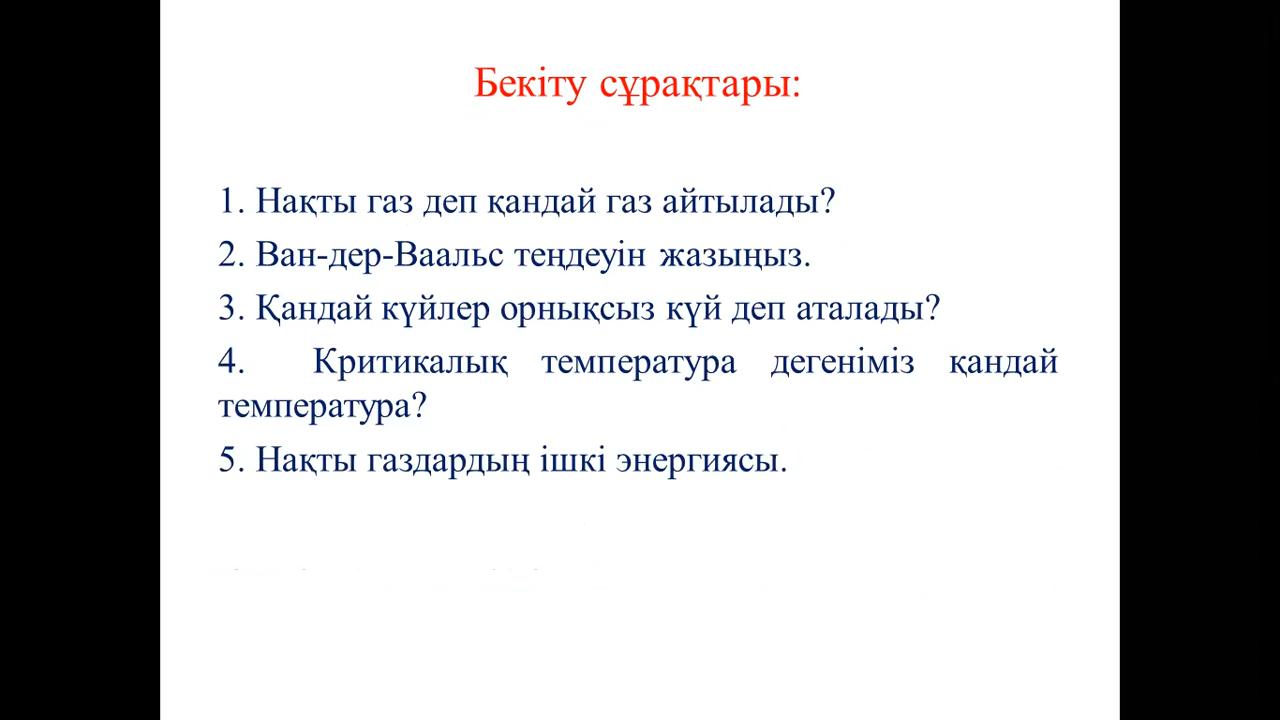 Бекіту сұрақтары:
1. Нақты газ деп қандай газ айтылады?
2. Ван-дер-Ваальс теңдеуін жазыңыз.
3. Қандай күйлер орнықсыз күй деп аталады?
4. Критикалық температура дегеніміз қандай
температура?
5. Нақты газдардың ішкі энергиясы.